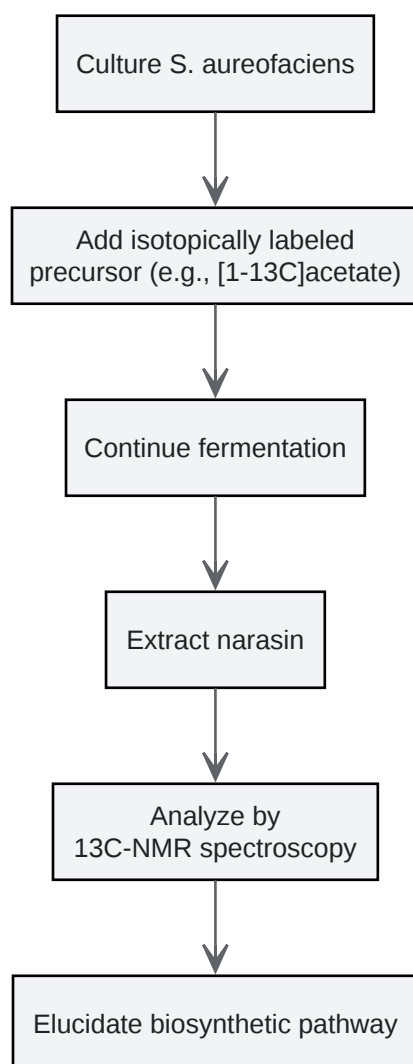 Culture S. aureofaciens
Add isotopically labeled
precursor (e.g., [1-13C]acetate)
Continue fermentation
Extract narasin
Analyze by
13C-NMR spectroscopy
Elucidate biosynthetic pathway